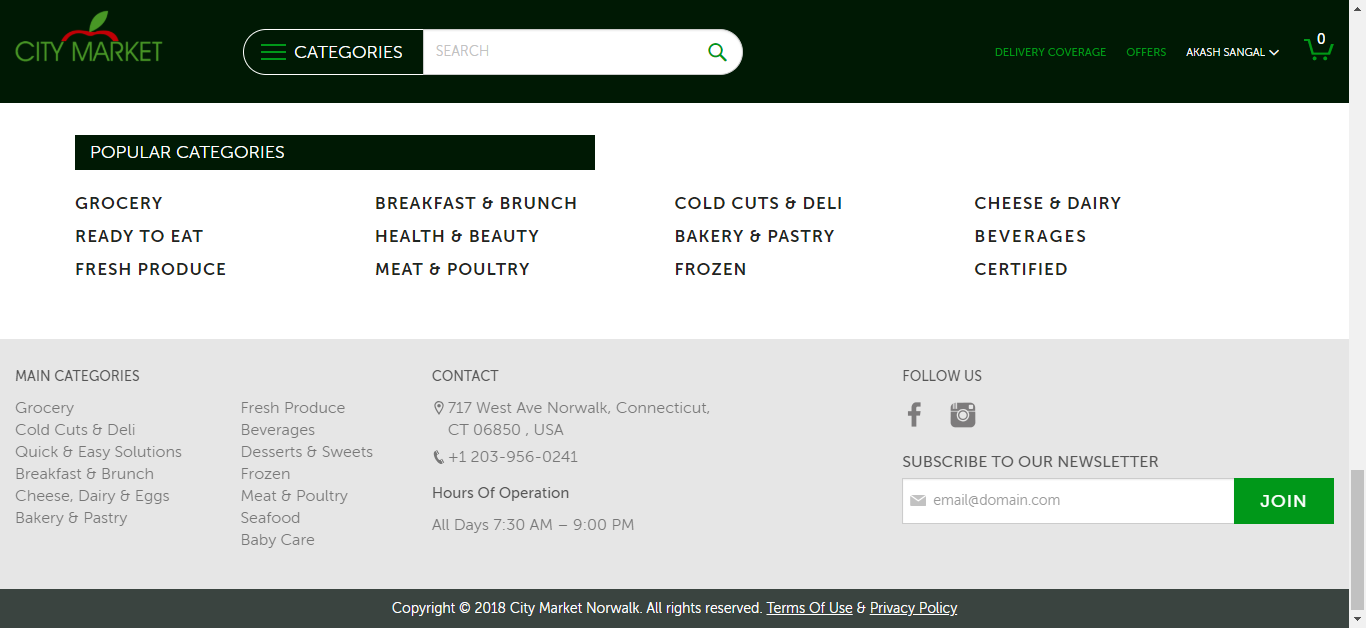 CITY MARKET
CATEGORIES
SEARCH
DELIVERY COVERAGE
OFFERS
AKASH SANGAL
0
POPULAR CATEGORIES
GROCERY
BREAKFAST & BRUNCH
COLD CUTS & DELI
CHEESE & DAIRY
READY TO EAT
HEALTH & BEAUTY
BAKERY & PASTRY
BEVERAGES
FRESH PRODUCE
MEAT & POULTRY
FROZEN
CERTIFIED
MAIN CATEGORIES
Grocery
Cold Cuts & Deli
Quick & Easy Solutions
Breakfast & Brunch
Cheese, Dairy & Eggs
Bakery & Pastry
Fresh Produce
Beverages
Desserts & Sweets
Frozen
Meat & Poultry
Seafood
Baby Care
CONTACT
717 West Ave Norwalk, Connecticut,
CT 06850 , USA
+1 203-956-0241
Hours Of Operation
All Days 7:30 AM – 9:00 PM
FOLLOW US
SUBSCRIBE TO OUR NEWSLETTER
email@domain.com
JOIN
Copyright © 2018 City Market Norwalk. All rights reserved. Terms Of Use & Privacy Policy